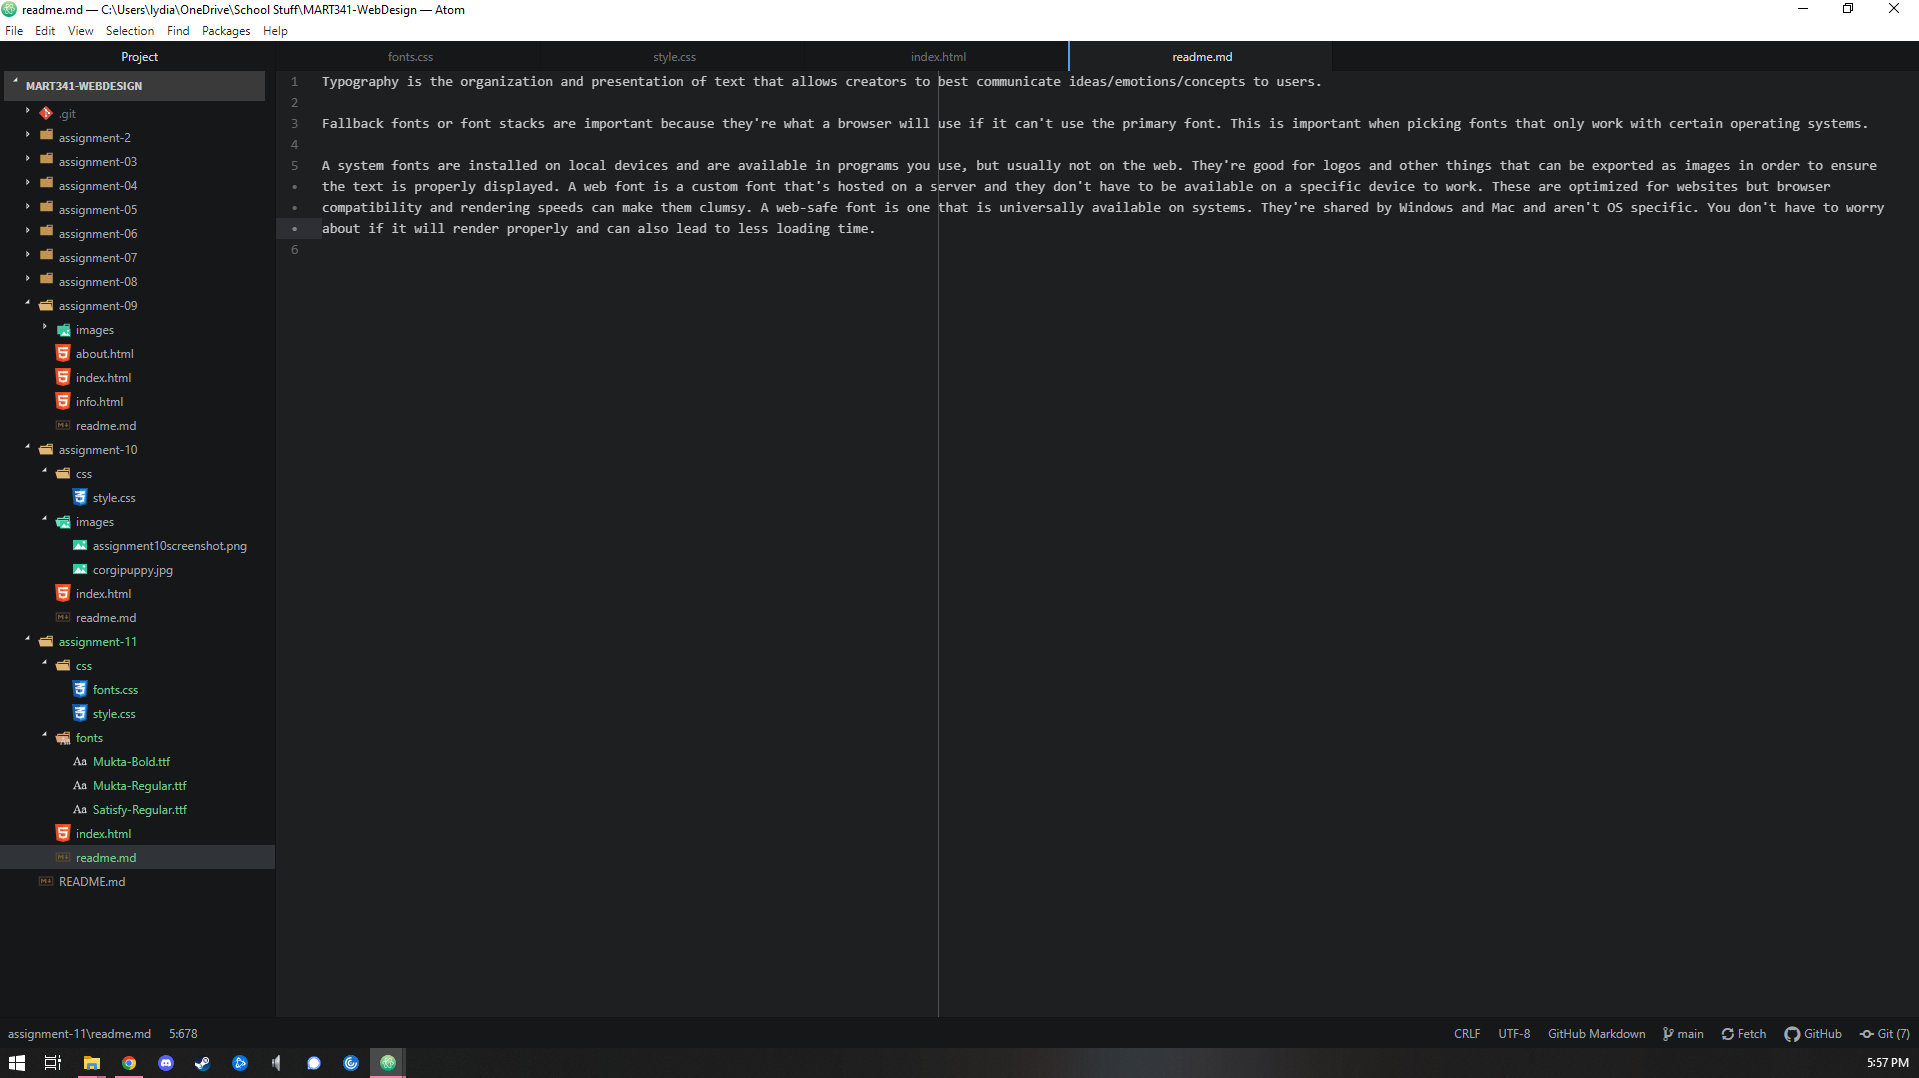 readme.md — C:\Users\lydia\OneDrive\School Stuff\MART341-WebDesign — Atom
File Edit View Selection Find Packages Help
Project
fonts.css
style.css
index.html
readme.md
MART341-WEBDESIGN
.git
assignment-2
assignment-03
assignment-04
assignment-05
assignment-06
assignment-07
assignment-08
assignment-09
images
about.html
index.html
info.html
readme.md
assignment-10
css
style.css
images
assignment10screenshot.png
corgipuppy.jpg
index.html
readme.md
assignment-11
css
fonts.css
style.css
fonts
Aa Mukta-Bold.ttf
Aa Mukta-Regular.ttf
Aa Satisfy-Regular.ttf
index.html
readme.md
README.md
1 Typography is the organization and presentation of text that allows creators to best communicate ideas/emotions/concepts to users.
2
3 Fallback fonts or font stacks are important because they're what a browser will use if it can't use the primary font. This is important when picking fonts that only work with certain operating systems.
4
5 A system fonts are installed on local devices and are available in programs you use, but usually not on the web. They're good for logos and other things that can be exported as images in order to ensure
• the text is properly displayed. A web font is a custom font that's hosted on a server and they don't have to be available on a specific device to work. These are optimized for websites but browser
• compatibility and rendering speeds can make them clumsy. A web-safe font is one that is universally available on systems. They're shared by Windows and Mac and aren't OS specific. You don't have to worry
• about if it will render properly and can also lead to less loading time.
6
assignment-11\readme.md 5:678
CRLF UTF-8 GitHub Markdown main Fetch GitHub Git (7)
5:57 PM